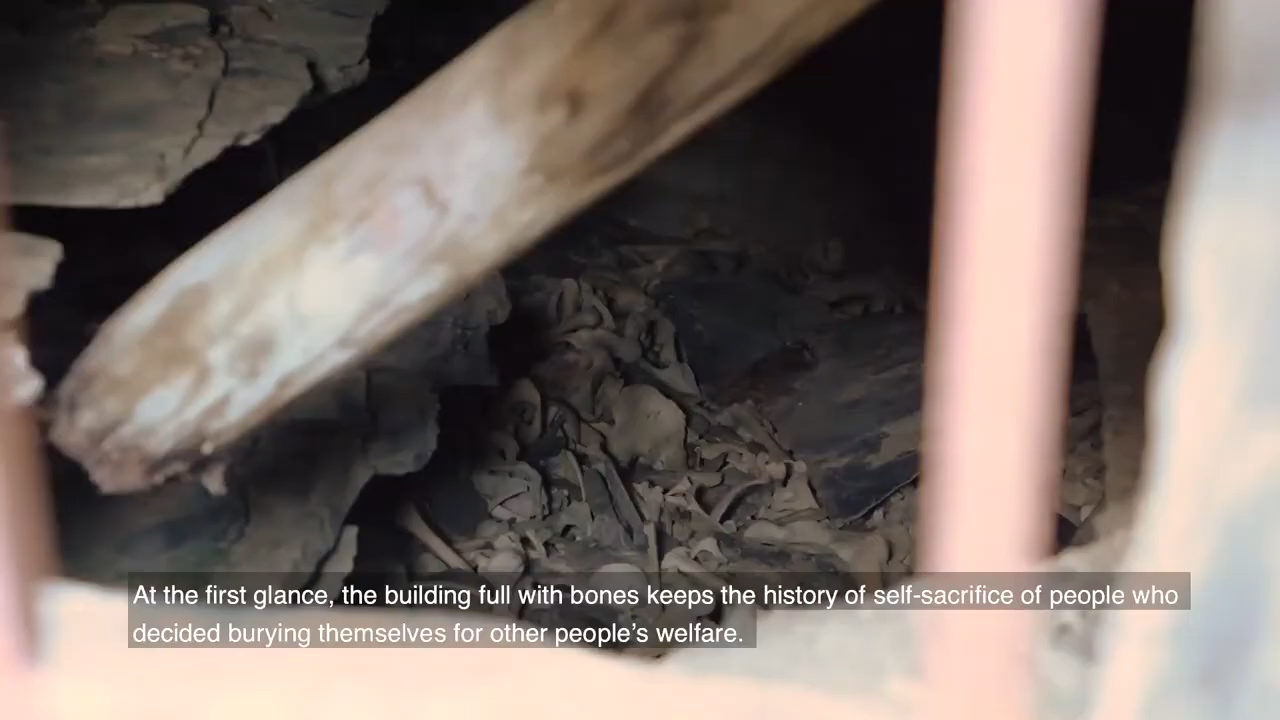 At the first glance, the building full with bones keeps the history of self-sacrifice of people who
decided burying themselves for other people’s welfare.